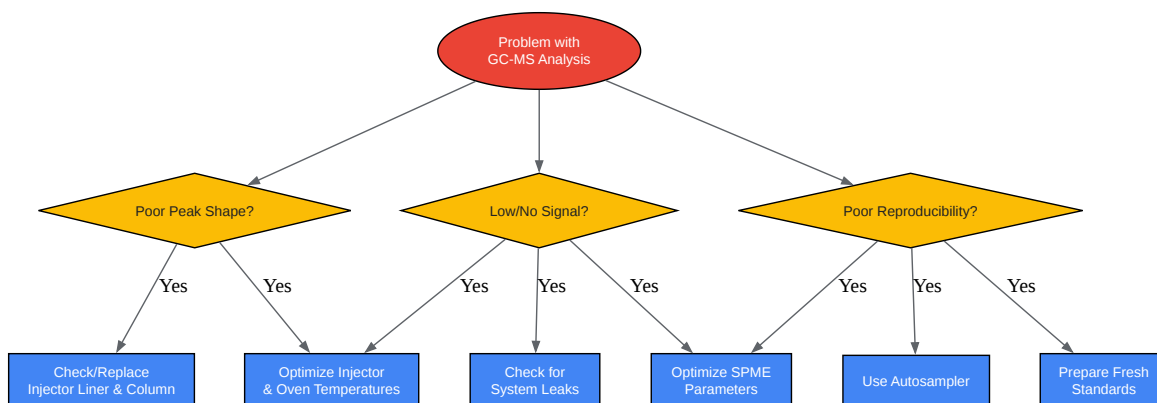 Problem with
GC-MS Analysis
Poor Peak Shape?
Low/No Signal?
Poor Reproducibility?
Yes
Yes
Yes
Yes
Yes
Yes
Yes
Yes
Check/Replace
Injector Liner & Column
Optimize Injector
& Oven Temperatures
Check for
System Leaks
Optimize SPME
Parameters
Use Autosampler
Prepare Fresh
Standards